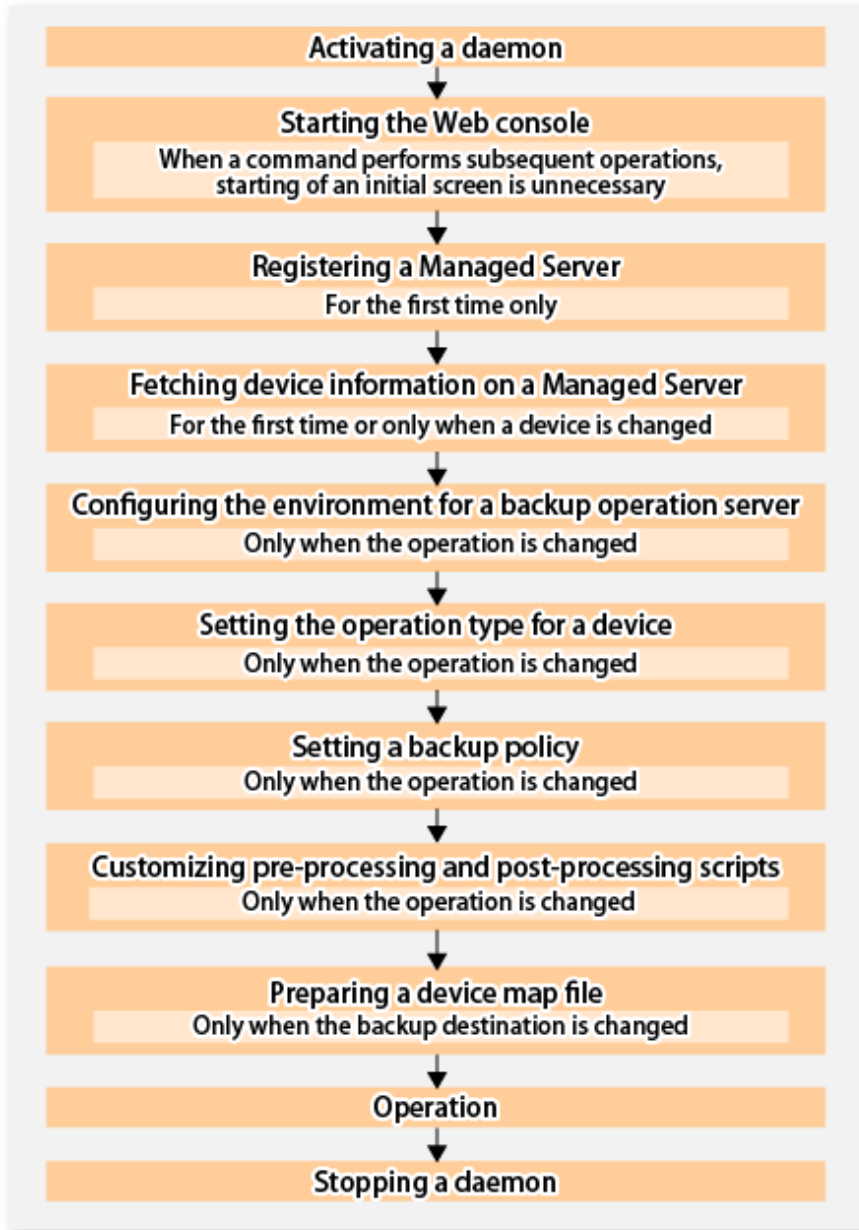 Activating a daemon
Starting the Web console
When a command performs subsequent operations,
starting of an initial screen is unnecessary
Registering a Managed Server
For the first time only
Fetching device information on a Managed Server
For the first time or only when a device is changed
Configuring the environment for a backup operation server
Only when the operation is changed
Setting the operation type for a device
Only when the operation is changed
Setting a backup policy
Only when the operation is changed
Customizing pre-processing and post-processing scripts
Only when the operation is changed
Preparing a device map file
Only when the backup destination is changed
Operation
Stopping a daemon